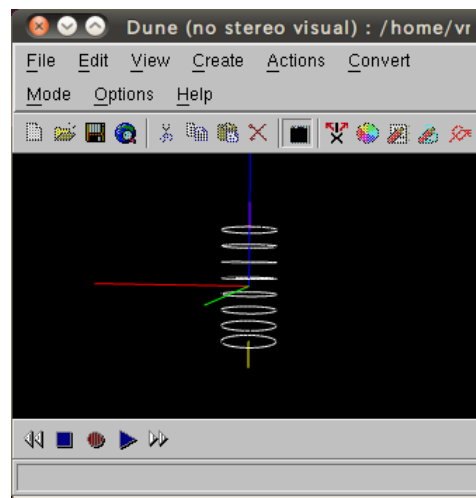 Dune (no stereo visual) : /home/vr
File Edit View Create Actions Convert
Mode Options Help